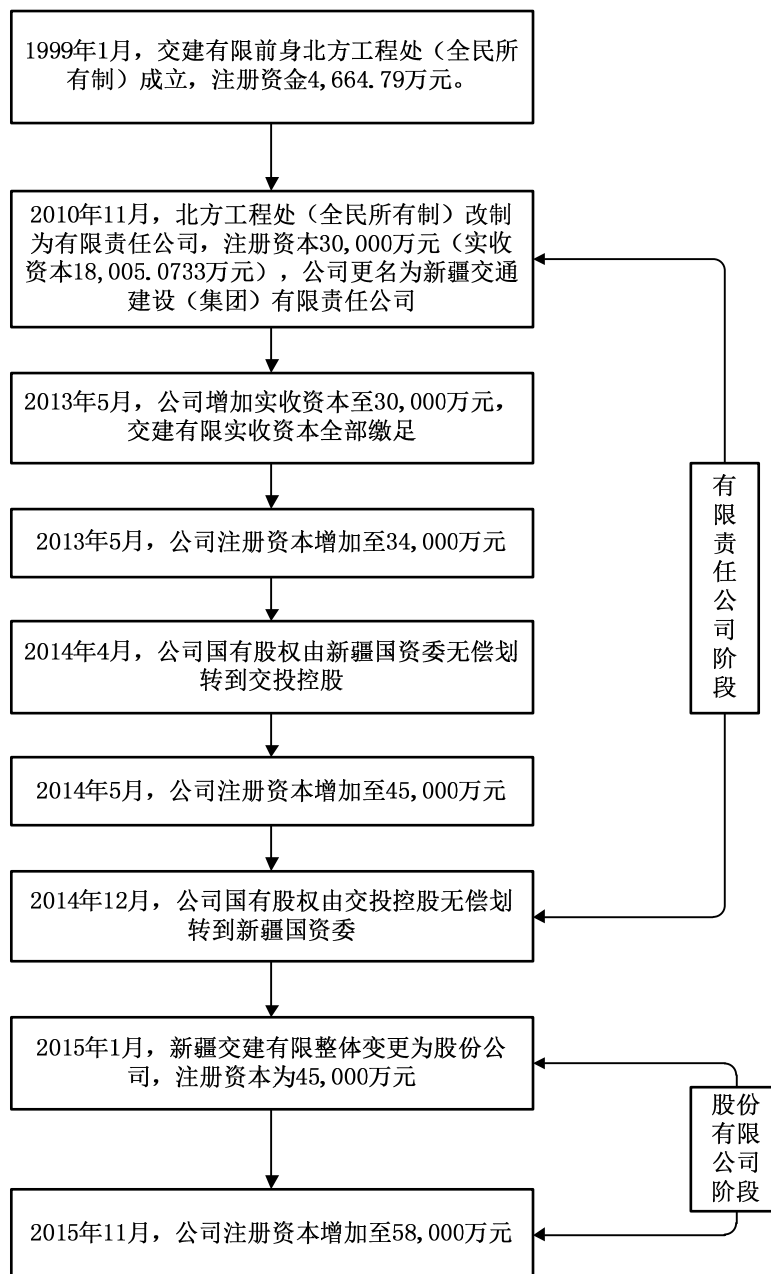 1999年1月，交建有限前身北方工程处（全民所
有制）成立，注册资金4,664.79万元。
2010年11月，北方工程处（全民所有制）改制
为有限责任公司，注册资本30,000万元（实收
资本18,005.0733万元），公司更名为新疆交通
建设（集团）有限责任公司
2013年5月，公司增加实收资本至30,000万元，
交建有限实收资本全部缴足
2013年5月，公司注册资本增加至34,000万元
2014年4月，公司国有股权由新疆国资委无偿划
转到交投控股
2014年5月，公司注册资本增加至45,000万元
2014年12月，公司国有股权由交投控股无偿划
转到新疆国资委
有限责任公司阶段
2015年1月，新疆交建有限整体变更为股份公
司，注册资本为45,000万元
2015年11月，公司注册资本增加至58,000万元
股份
有限
公司
阶段